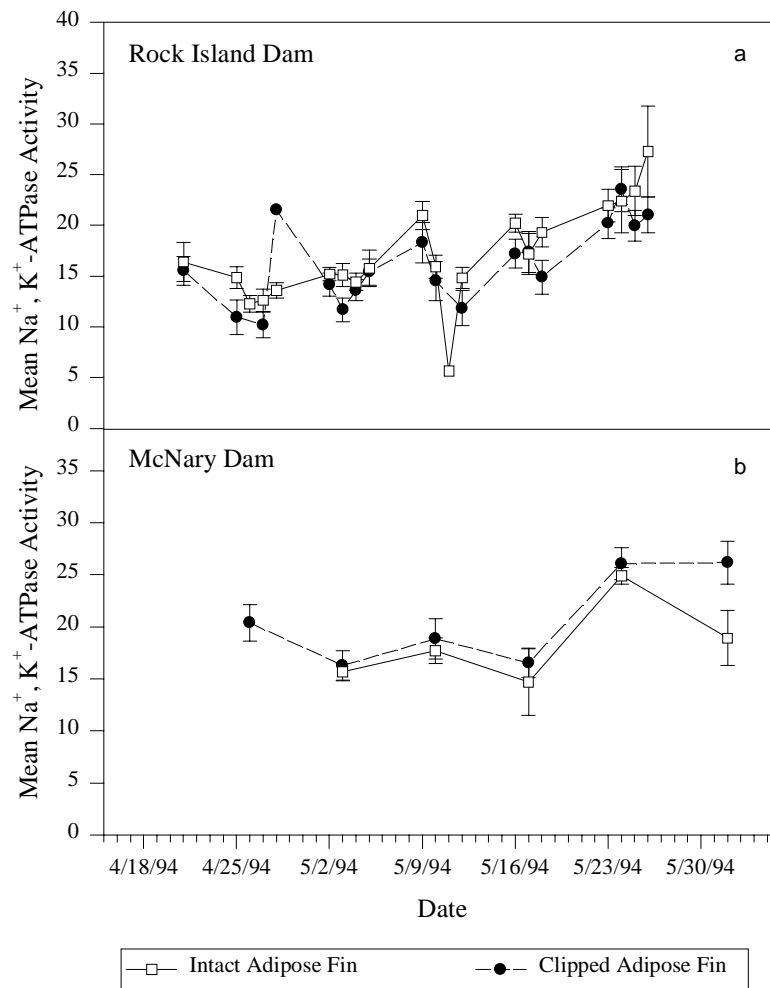 40
35
30
25
20
15
10
5
0
Mean Na⁺, K⁺-ATPase Activity
Rock Island Dam
a
35
30
25
20
15
10
5
0
Mean Na⁺, K⁺-ATPase Activity
McNary Dam
b
4/18/94 4/25/94 5/2/94 5/9/94 5/16/94 5/23/94 5/30/94
Date
Intact Adipose Fin Clipped Adipose Fin